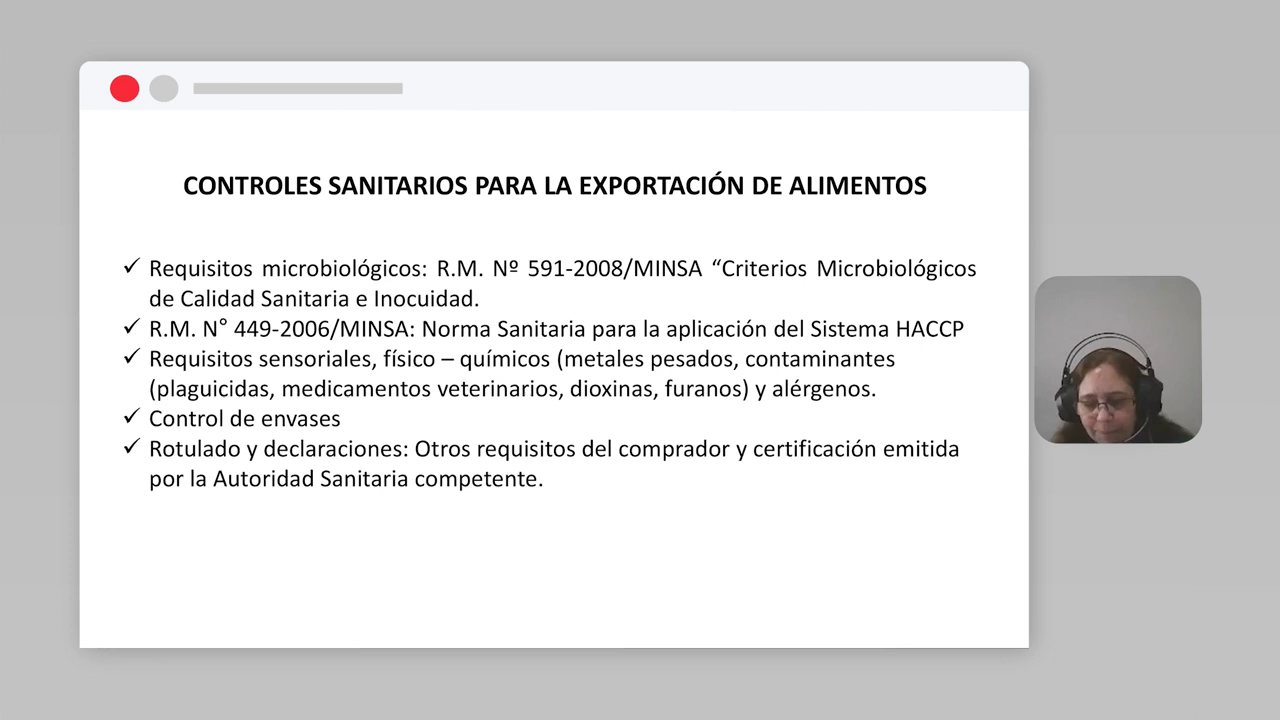 CONTROLES SANITARIOS PARA LA EXPORTACIÓN DE ALIMENTOS
✓ Requisitos microbiológicos: R.M. Nº 591-2008/MINSA “Criterios Microbiológicos
de Calidad Sanitaria e Inocuidad.
✓ R.M. N° 449-2006/MINSA: Norma Sanitaria para la aplicación del Sistema HACCP
✓ Requisitos sensoriales, físico – químicos (metales pesados, contaminantes
(plaguicidas, medicamentos veterinarios, dioxinas, furanos) y alérgenos.
✓ Control de envases
✓ Rotulado y declaraciones: Otros requisitos del comprador y certificación emitida
por la Autoridad Sanitaria competente.